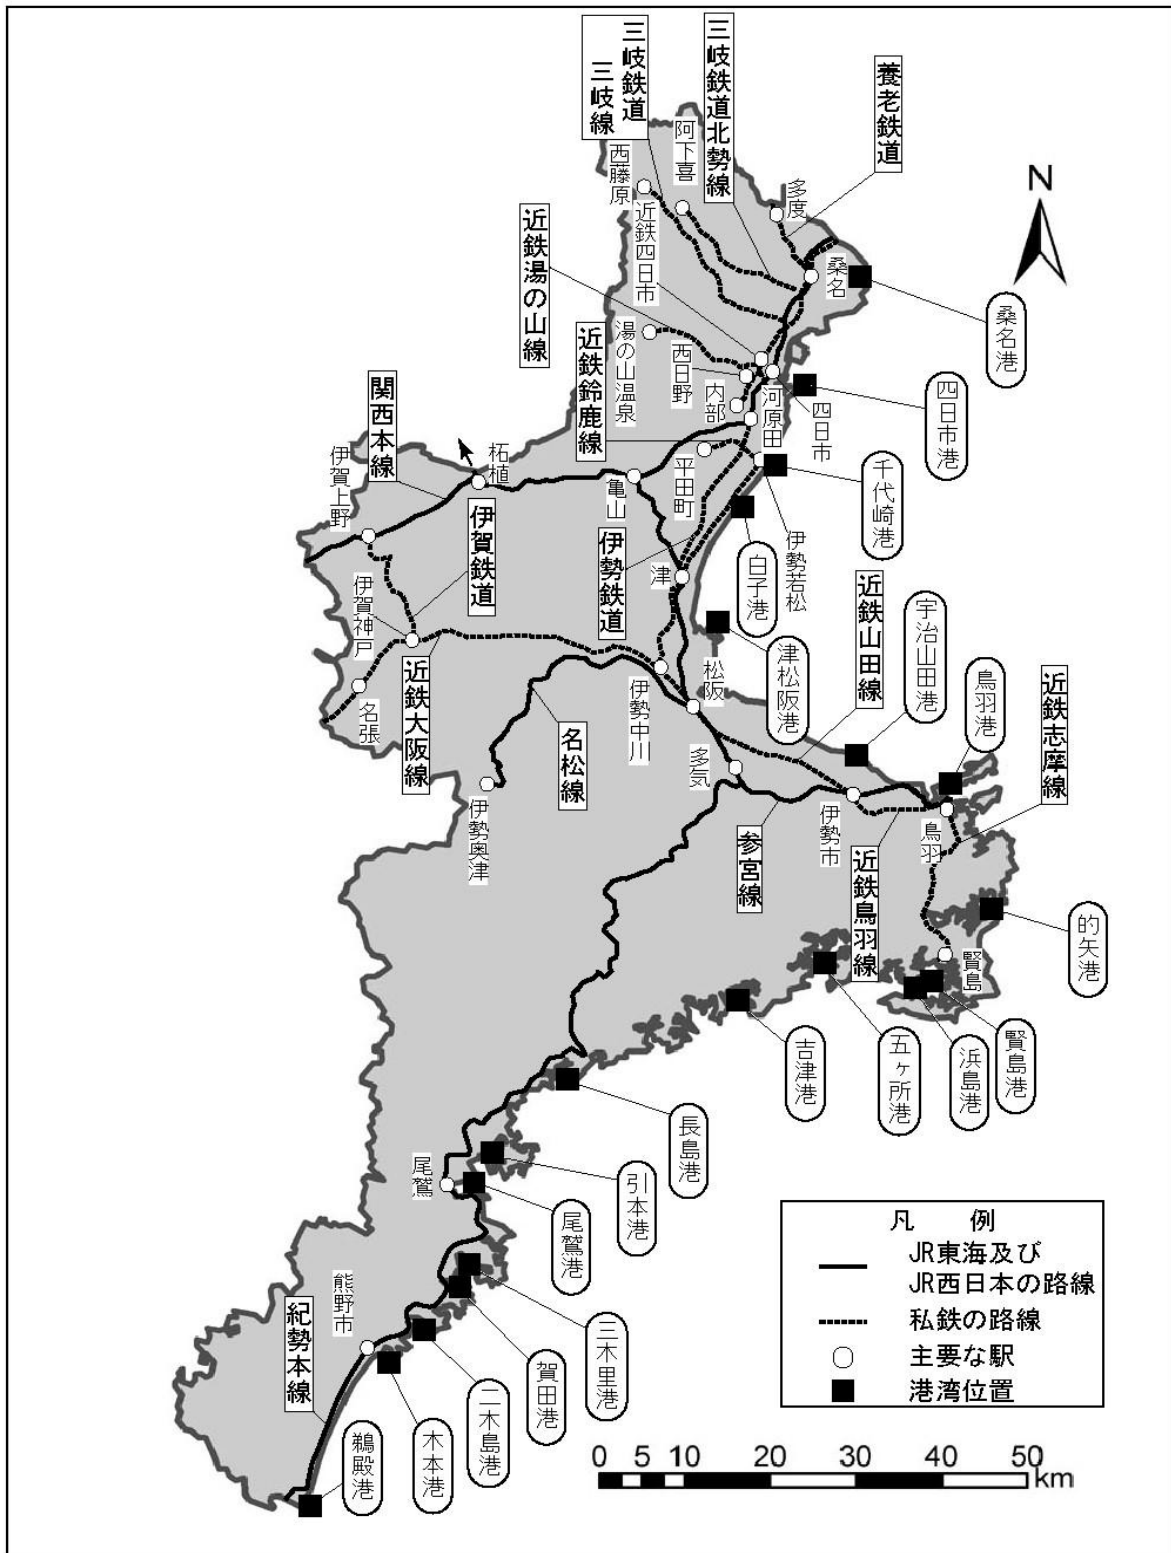 三岐鉄道
三岐線
三岐鉄道北勢線
養老鉄道
阿下喜
西藤原
多度
N
近鉄四日市
近鉄湯の山線
桑名
桑名港
湯の山温泉
近鉄鈴鹿線
西日野
内部
河原田
四日市
四日市港
関西本線
伊賀上野
柘植
亀山
平田町
千代崎港
伊賀鉄道
伊勢鉄道
津
白子港
伊勢若松
近鉄山田線
宇治山田港
伊賀神戸
近鉄大阪線
名張
松阪
津松阪港
鳥羽港
近鉄志摩線
伊勢中川
名松線
多気
伊勢奥津
参宮線
伊勢市
近鉄鳥羽線
鳥羽
的矢港
賢島
吉津港
五ヶ所港
浜島港
賢島港
長島港
尾鷲
引本港
尾鷲港
熊野市
紀勢本線
三木里港
賀田港
二木島港
木本港
鵜殿港
凡 例
JR東海及び
JR西日本の路線
私鉄の路線
主要な駅
港湾位置
0 5 10 20 30 40 50
km